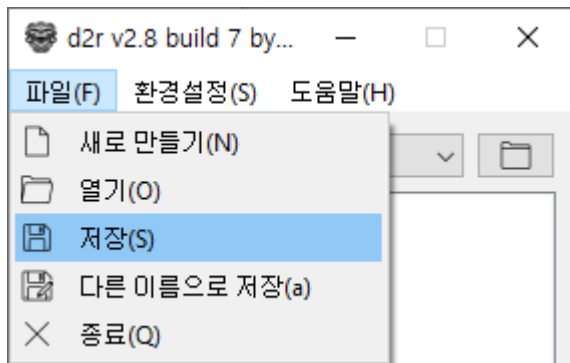 d2r v2.8 build 7 by...
파일(F) 환경설정(S) 도움말(H)
새로 만들기(N)
열기(O)
저장(S)
다른 이름으로 저장(a)
종료(Q)